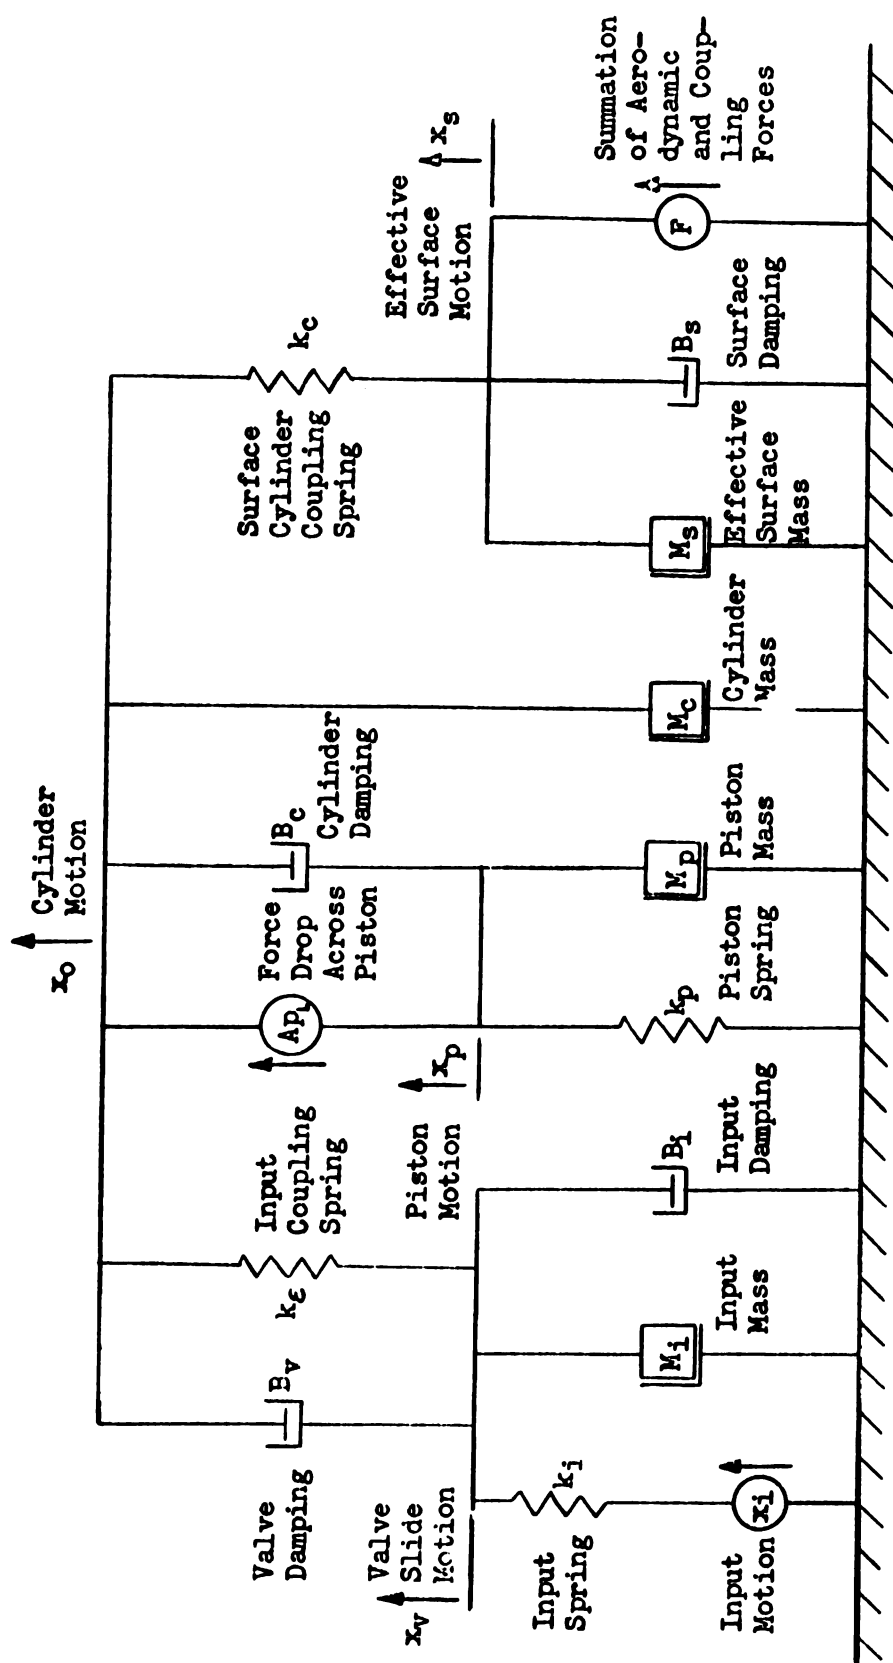 Cylinder
Motion
x_o
Valve
Damping
B_v
k_ε
Input
Coupling
Spring
Force
Drop
Across
Piston
Ap_L
B_c
Cylinder
Damping
Surface
Cylinder
Coupling
Spring
k_c
Valve
Slide
Motion
x_v
Piston
Motion
x_p
Effective
Surface
Motion
x_s
Input
Spring
k_i
Input
Motion
x_i
M_i
Input
Mass
B_i
Input
Damping
k_p
Piston
Spring
M_p
Piston
Mass
M_c
Cylinder
Mass
M_s
Effective
Surface
Mass
B_s
Surface
Damping
F
Summation
of Aero-
dynamic
and Coup-
ling
Forces